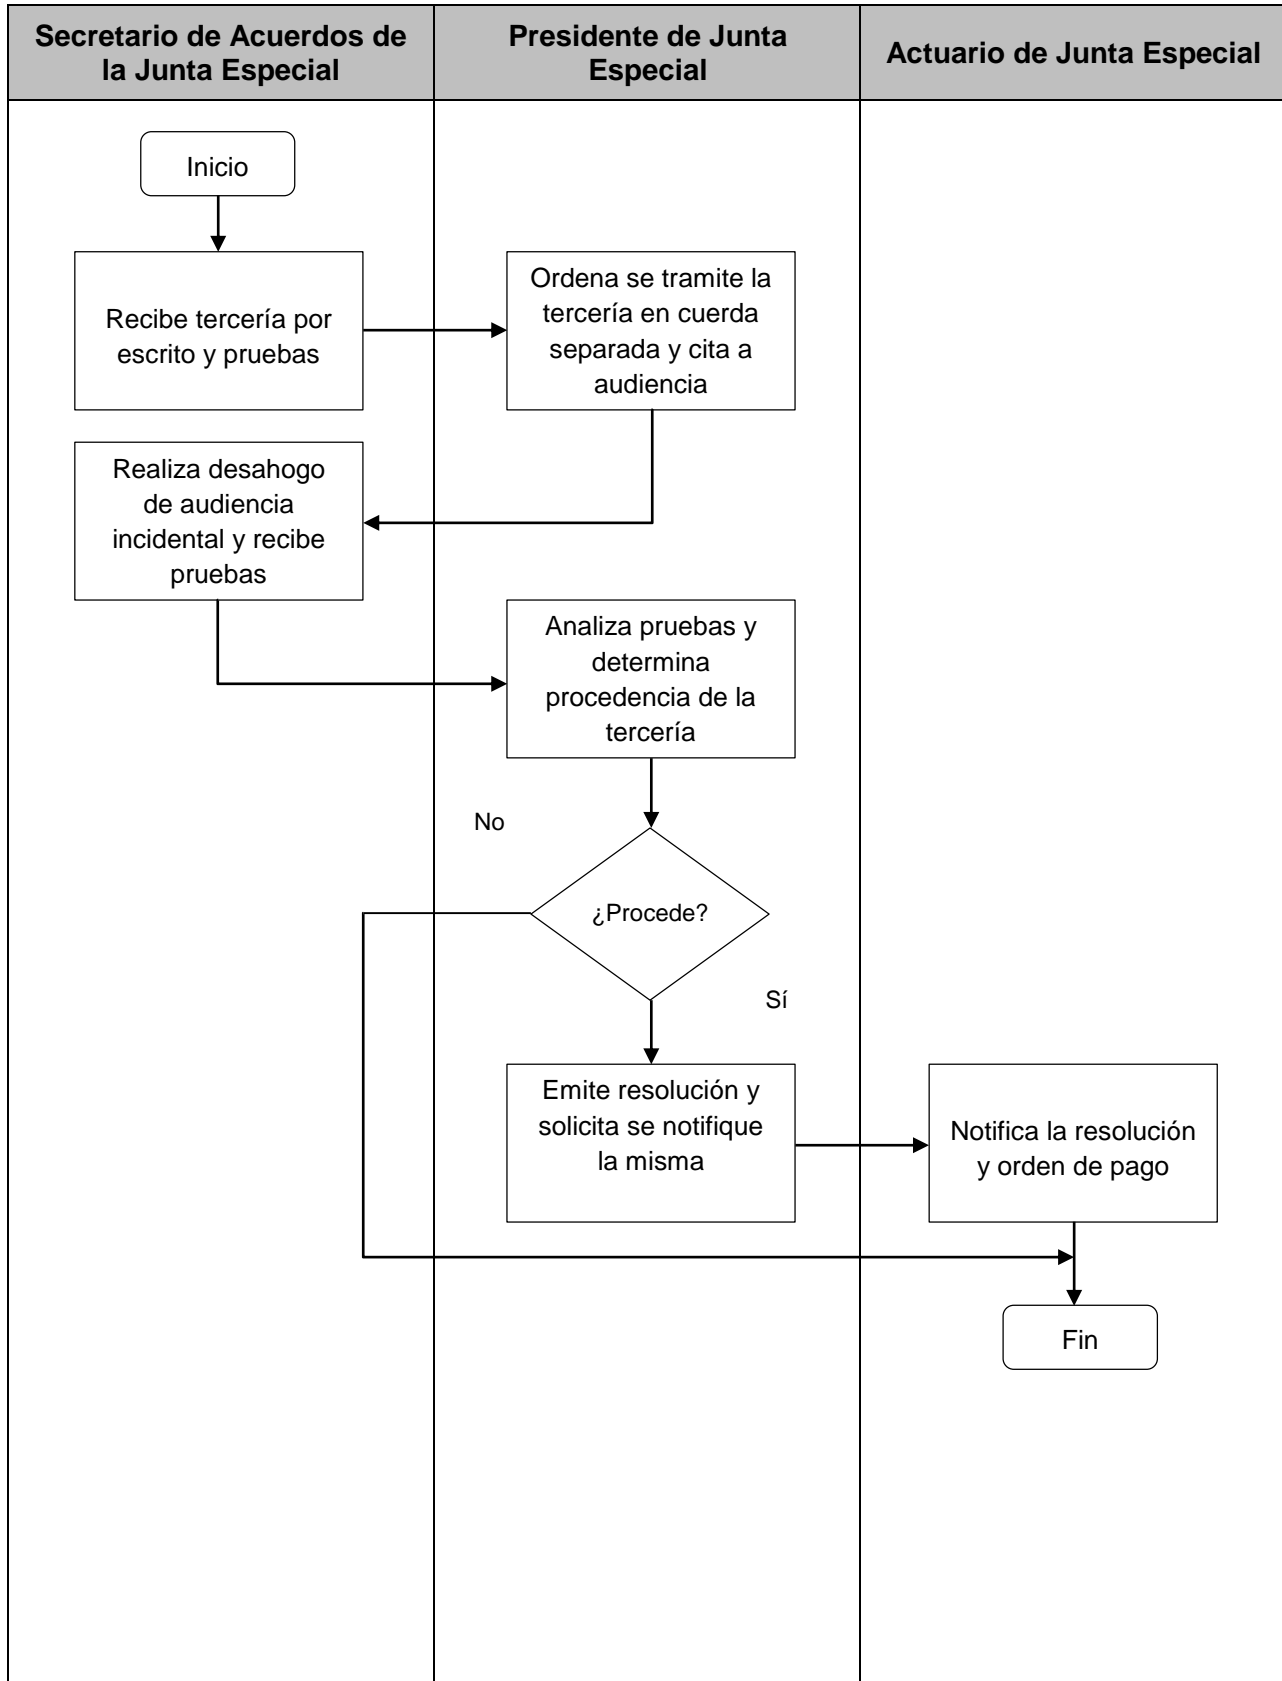 Secretario de Acuerdos de
la Junta Especial
Presidente de Junta
Especial
Actuario de Junta Especial
Inicio
Recibe tercería por
escrito y pruebas
Ordena se tramite la
tercería en cuerda
separada y cita a
audiencia
Realiza desahogo
de audiencia
incidental y recibe
pruebas
Analiza pruebas y
determina
procedencia de la
tercería
No
¿Procede?
Sí
Emite resolución y
solicita se notifique
la misma
Notifica la resolución
y orden de pago
Fin